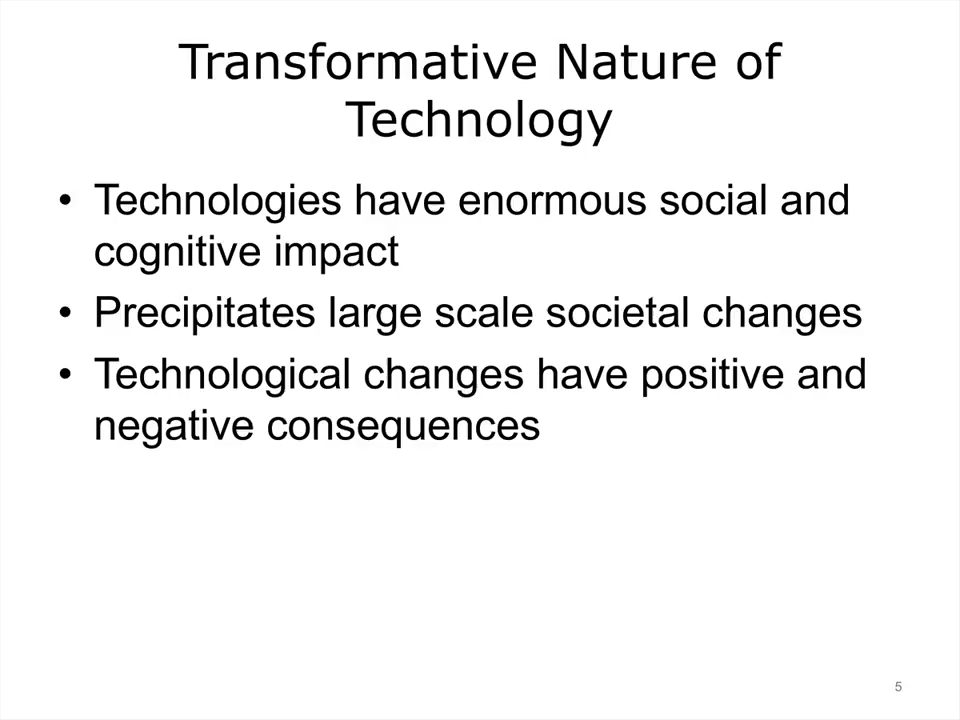 Transformative Nature of
Technology
• Technologies have enormous social and
cognitive impact
• Precipitates large scale societal changes
• Technological changes have positive and
negative consequences
5